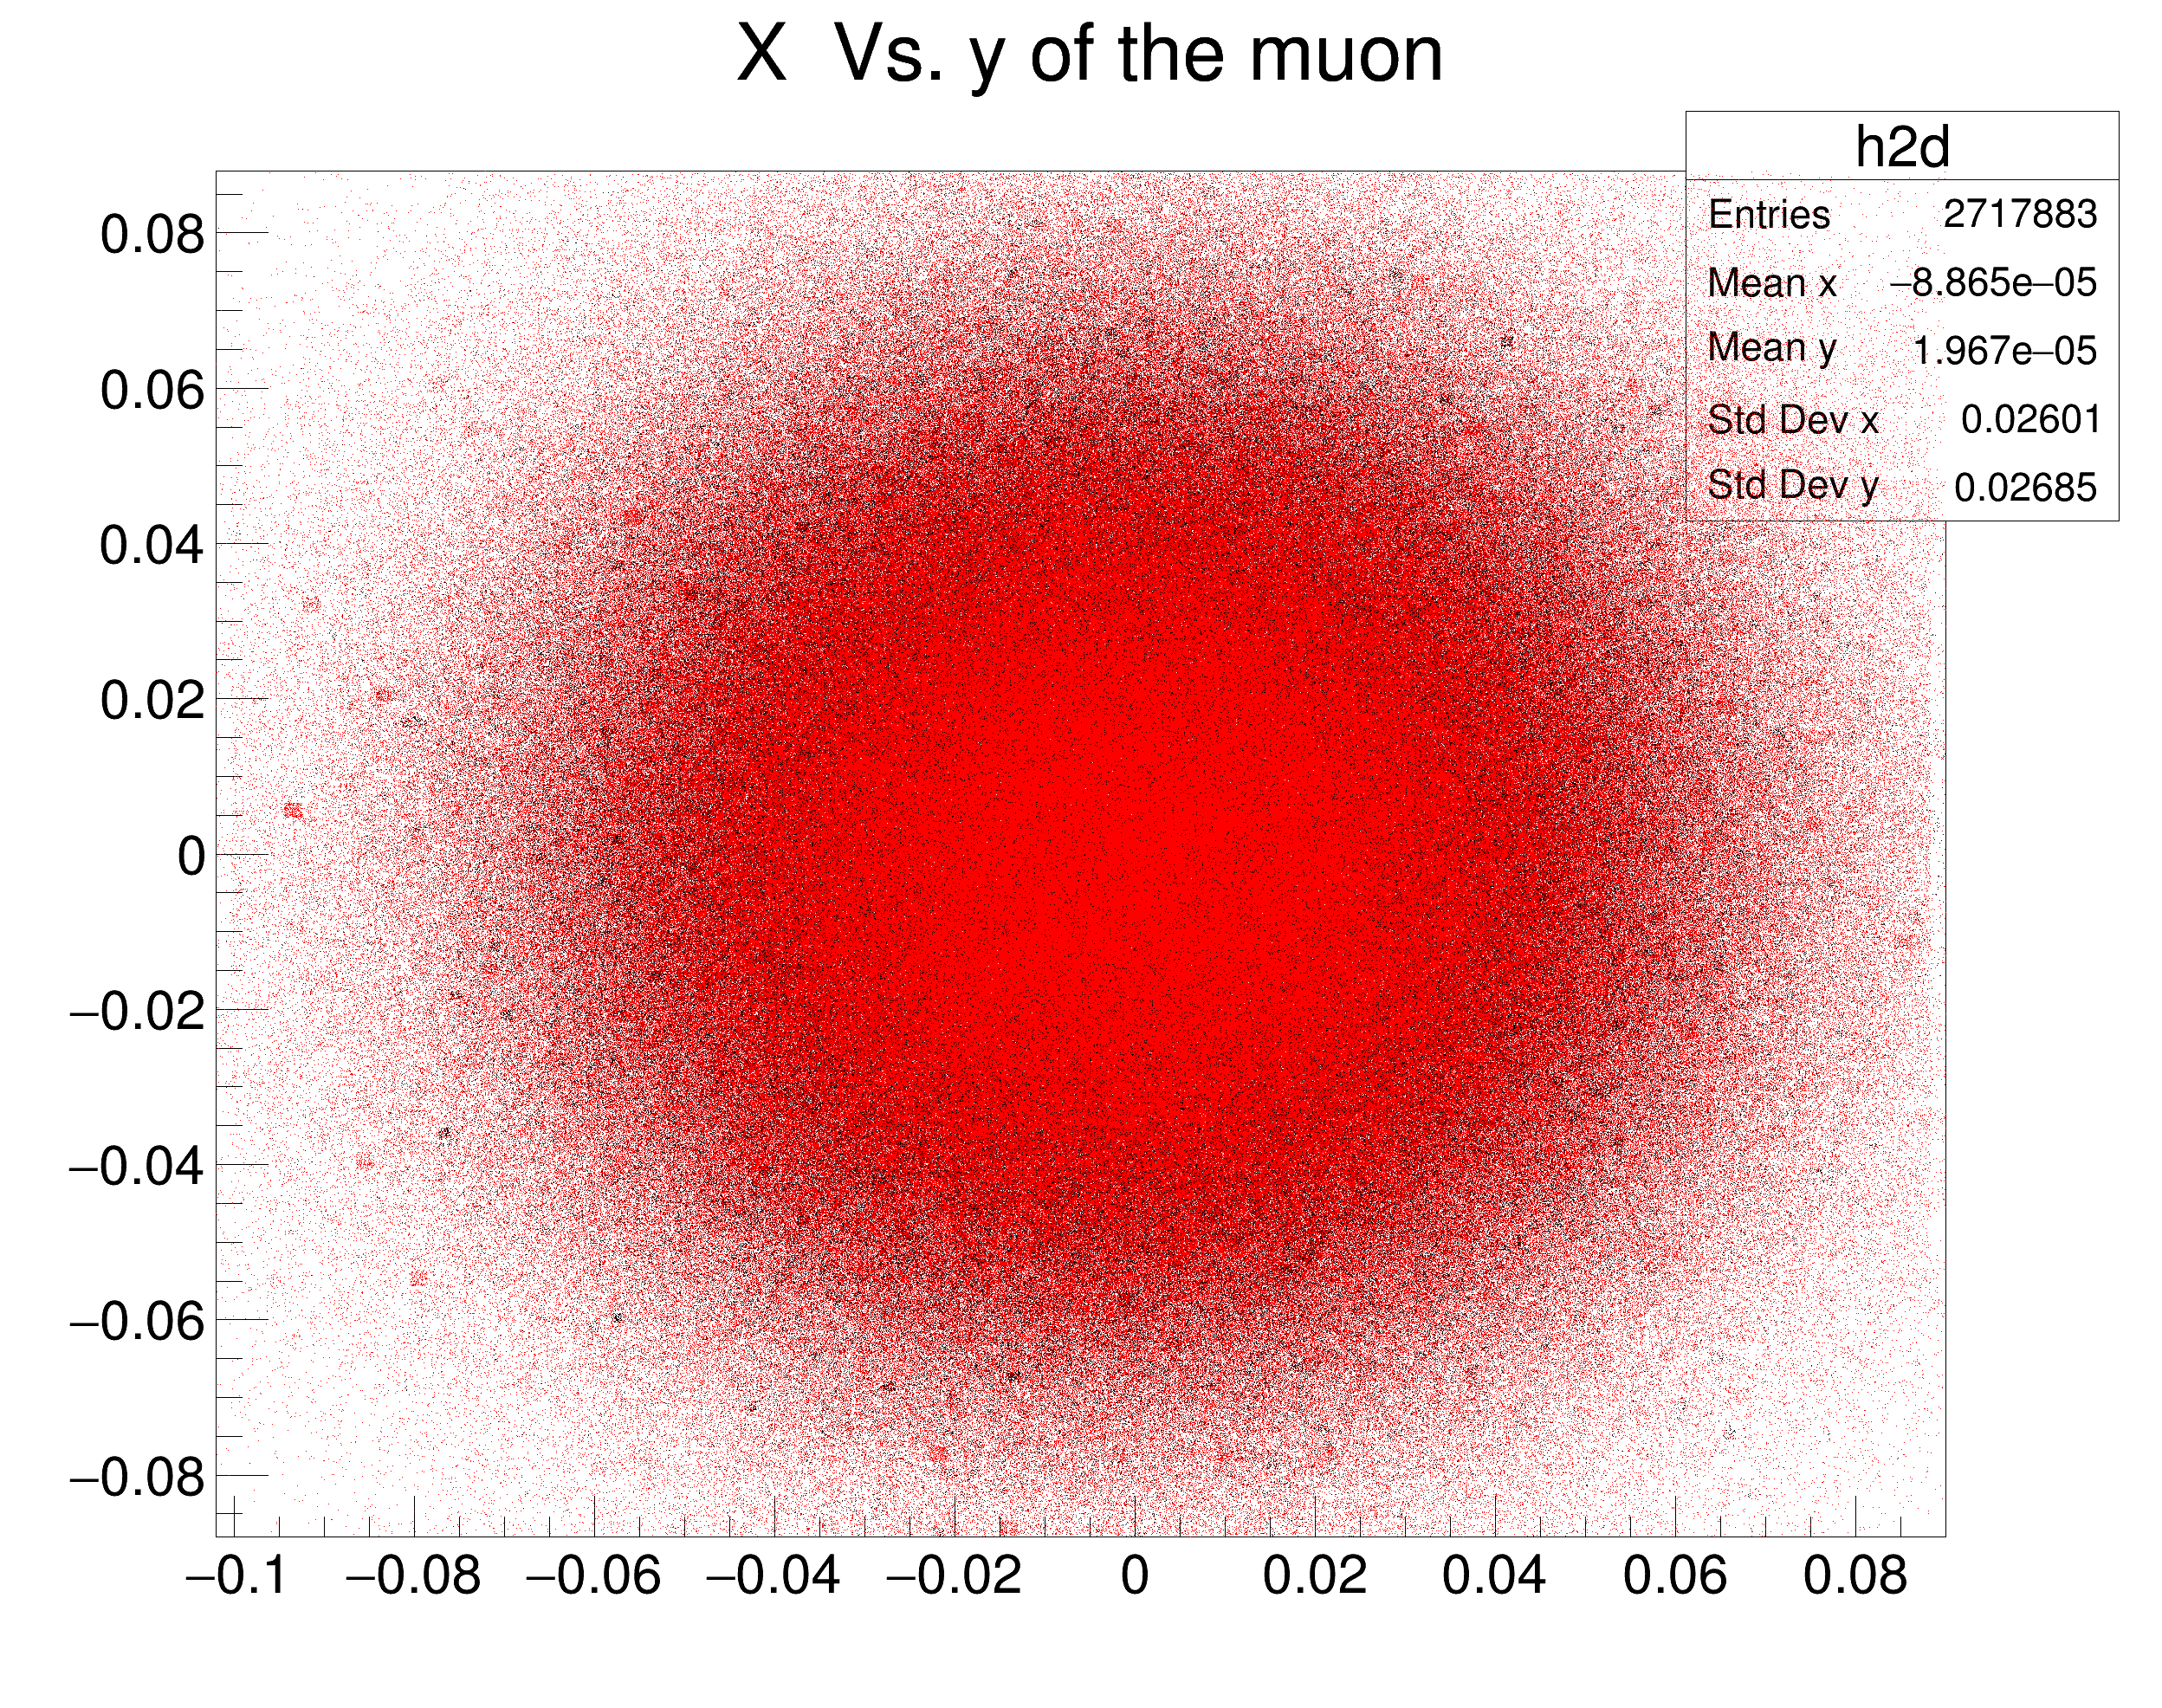 X  Vs. y of the muon
h2d
Entries 2717883
Mean x −8.865e−05
Mean y 1.967e−05
Std Dev x 0.02601
Std Dev y 0.02685
0.08
0.06
0.04
0.02
0
−0.02
−0.04
−0.06
−0.08
−0.1 −0.08 −0.06 −0.04 −0.02 0 0.02 0.04 0.06 0.08